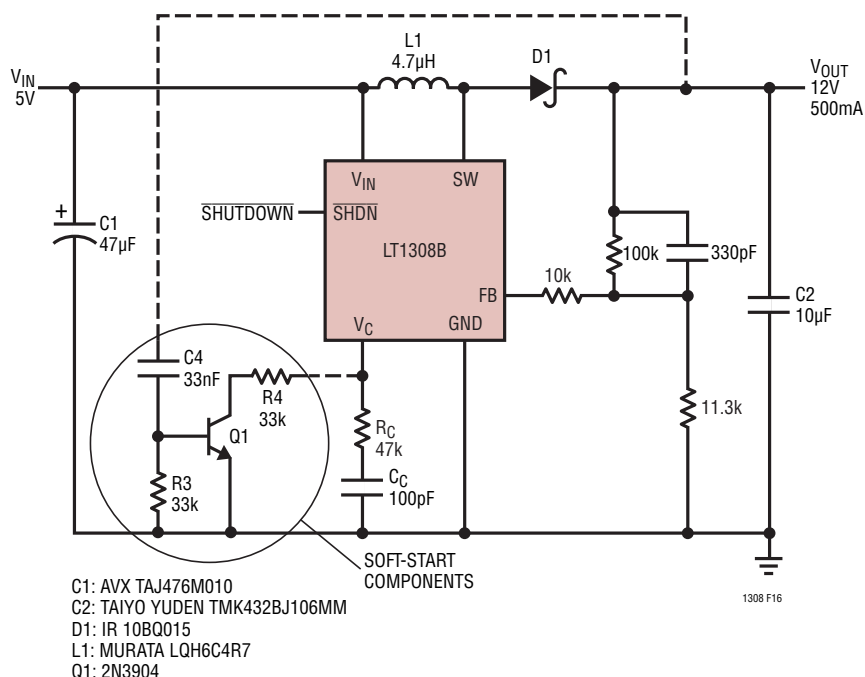 L1
4.7µH
D1
VIN
5V
VOUT
12V
500mA
VIN
SW
SHUTDOWN
SHDN
LT1308B
+
C1
47µF
FB
10k
100k
330pF
VC
GND
C2
10µF
C4
33nF
R4
33k
Q1
RC
47k
11.3k
R3
33k
CC
100pF
SOFT-START
COMPONENTS
1308 F16
C1: AVX TAJ476M010
C2: TAIYO YUDEN TMK432BJ106MM
D1: IR 10BQ015
L1: MURATA LQH6C4R7
Q1: 2N3904